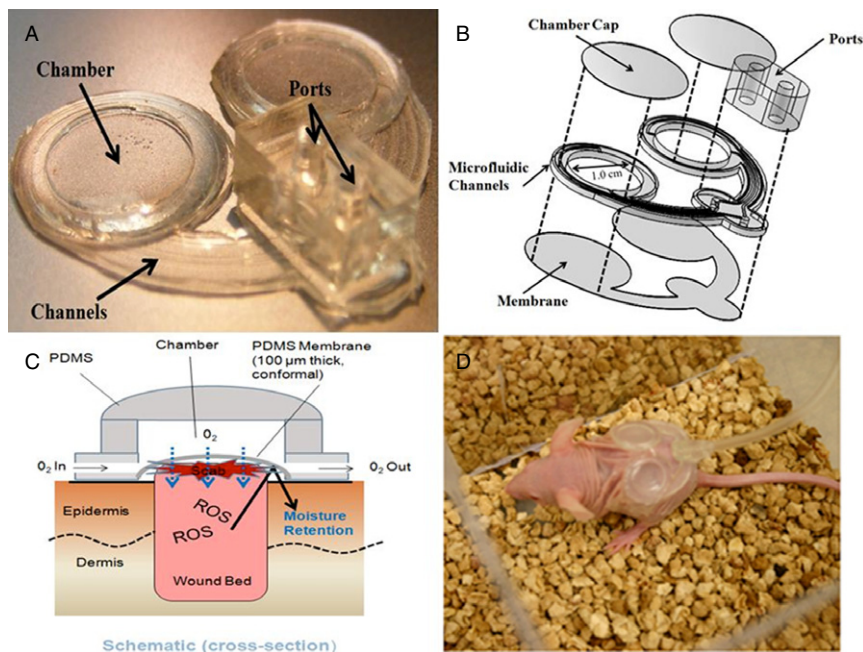 A
Chamber
Ports
Channels
B
Chamber Cap
Ports
Microfluidic
Channels
1.0 cm
Membrane
C
PDMS
Chamber
PDMS Membrane
(100 µm thick,
conformal)
O₂
O₂ In
Scab
O₂ Out
Epidermis
ROS
ROS
Moisture
Retention
Dermis
Wound Bed
Schematic (cross-section)
D